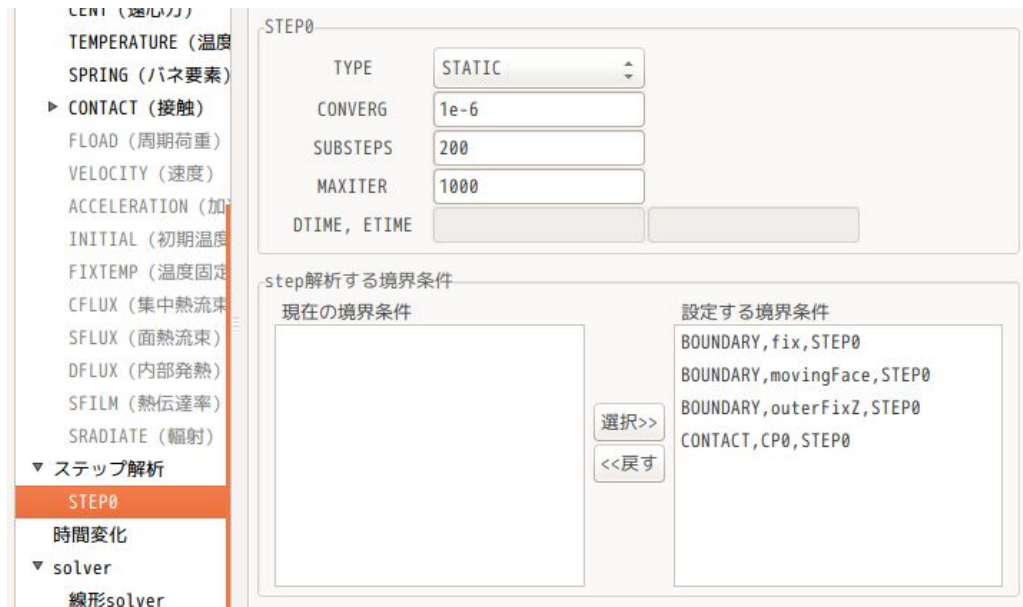 CENT (遠心力)
TEMPERATURE (温度
SPRING (バネ要素)
CONTACT (接触)
FLOAD (周期荷重)
VELOCITY (速度)
ACCELERATION (加
INITIAL (初期温度
FIXTEMP (温度固定
CFLUX (集中熱流束
SFLUX (面熱流束)
DFLUX (内部発熱)
SFILM (熱伝達率)
SRADIATE (輻射)
ステップ解析
STEP0
時間変化
solver
線形solver
STEP0
TYPE STATIC
CONVERG 1e-6
SUBSTEPS 200
MAXITER 1000
DTIME, ETIME
step解析する境界条件
現在の境界条件
選択>>
<<戻す
設定する境界条件
BOUNDARY,fix,STEP0
BOUNDARY,movingFace,STEP0
BOUNDARY,outerFixZ,STEP0
CONTACT,CP0,STEP0